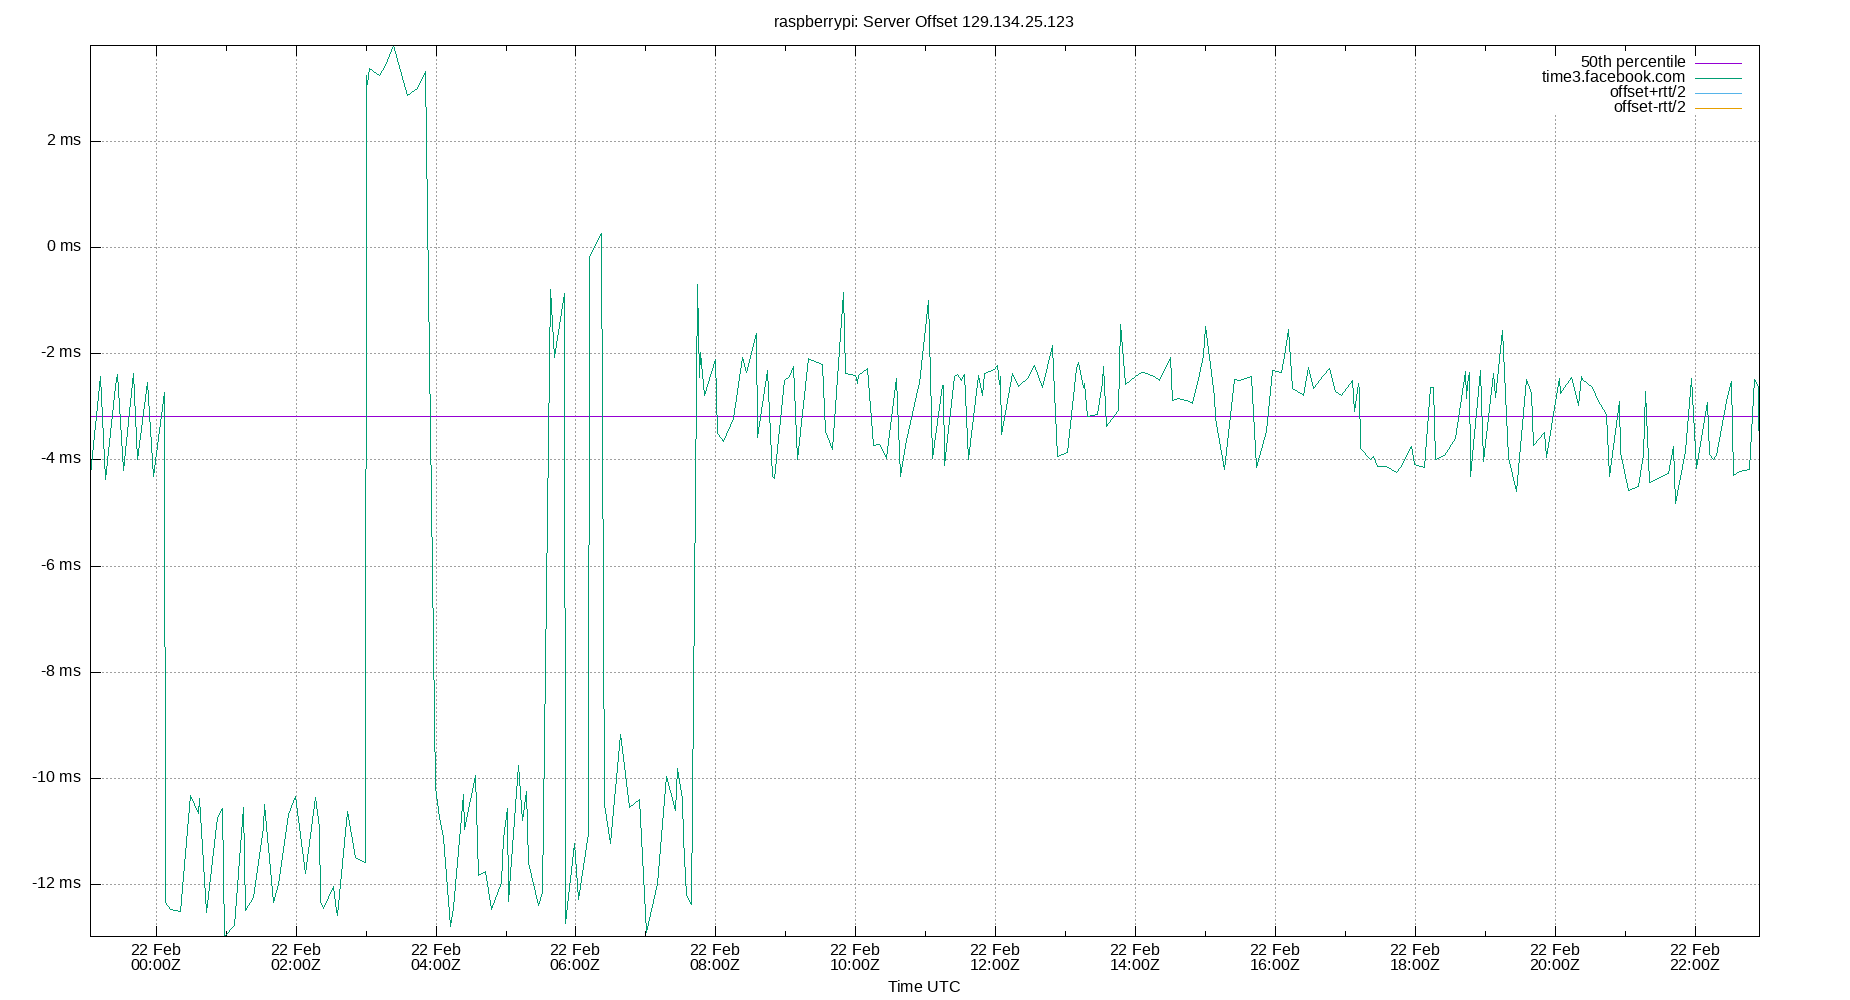 raspberrypi: Server Offset 129.134.25.123
50th percentile
time3.facebook.com
offset+rtt/2
offset-rtt/2
2 ms
0 ms
-2 ms
-4 ms
-6 ms
-8 ms
-10 ms
-12 ms
22 Feb 22 Feb 22 Feb 22 Feb 22 Feb 22 Feb 22 Feb 22 Feb 22 Feb 22 Feb 22 Feb 22 Feb
00:00Z 02:00Z 04:00Z 06:00Z 08:00Z 10:00Z 12:00Z 14:00Z 16:00Z 18:00Z 20:00Z 22:00Z
Time UTC